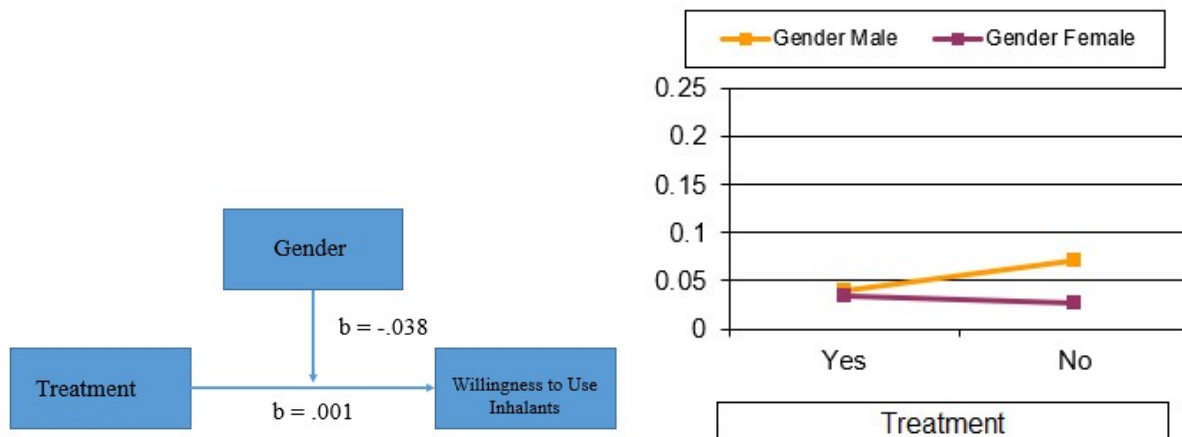 Gender
b = -.038
Treatment
b = .001
Willingness to Use
Inhalants
Gender Male
Gender Female
0.25
0.2
0.15
0.1
0.05
0
Yes
No
Treatment